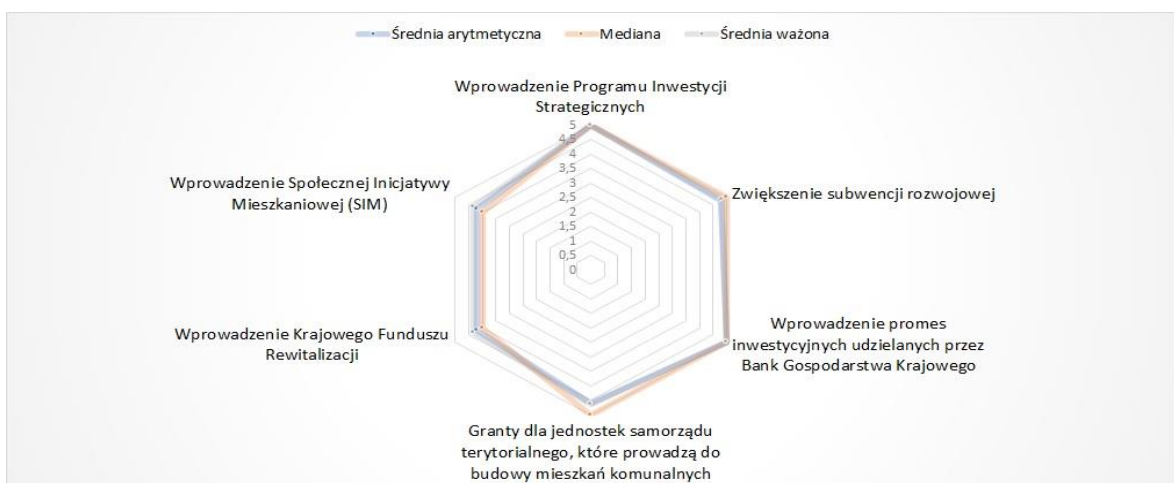 Średnia arytmetyczna Mediana Średnia ważona
Wprowadzenie Programu Inwestycji
Strategicznych
5
4,5
4
3,5
3
2,5
2
1,5
1
0,5
0
Zwiększenie subwencji rozwojowej
Wprowadzenie promes
inwestycyjnych udzielanych przez
Bank Gospodarstwa Krajowego
Granty dla jednostek samorządu
terytorialnego, które prowadzą do
budowy mieszkań komunalnych
Wprowadzenie Krajowego Funduszu
Rewitalizacji
Wprowadzenie Społecznej Inicjatywy
Mieszkaniowej (SIM)